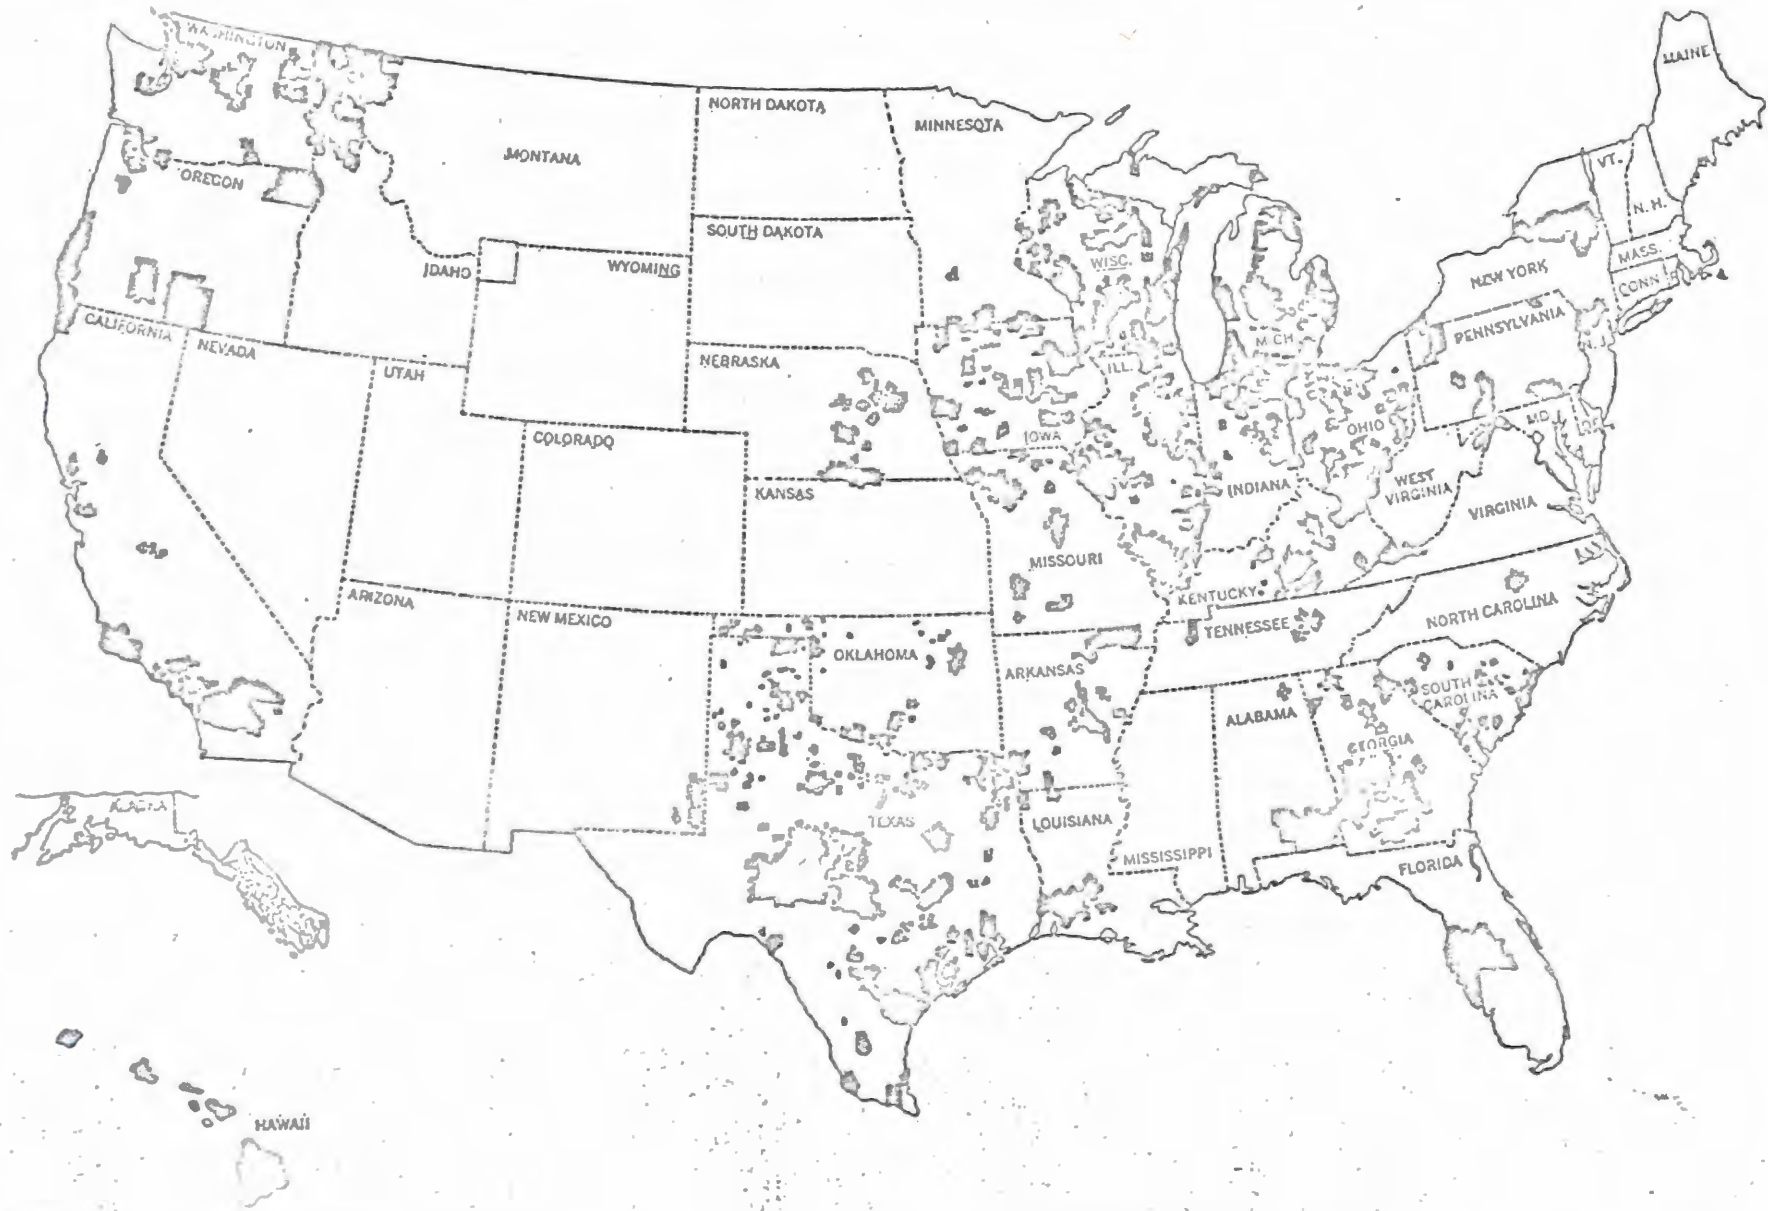 WASHINGTON
MAINE
NORTH DAKOTA
MINNESOTA
MONTANA
VT.
OREGON
N. H.
SOUTH DAKOTA
MASS.
WISC.
IDAHO
WYOMING
NEW YORK
CONN
CALIFORNIA
PENNSYLVANIA
NEVADA
MICH
N.J.
NEBRASKA
ILL.
UTAH
MD.
DE
OHIO
COLORADO
IOWA
WEST
VIRGINIA
INDIANA
KANSAS
VIRGINIA
MISSOURI
ARIZONA
KENTUCKY
NEW MEXICO
NORTH CAROLINA
TENNESSEE
OKLAHOMA
ARKANSAS
SOUTH
CAROLINA
ALABAMA
GEORGIA
ALASKA
TEXAS
LOUISIANA
MISSISSIPPI
FLORIDA
HAWAII